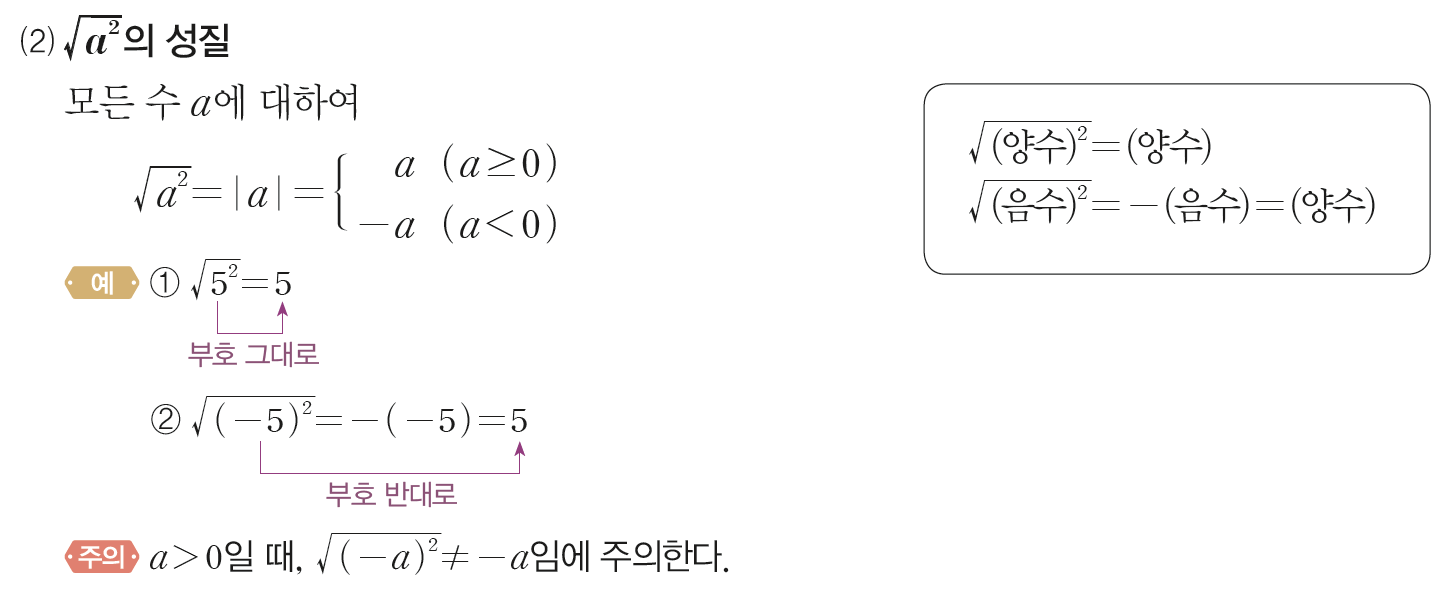 (2) √a² 의 성질
모든 수 a에 대하여
√a² = |a| = { a (a≥0)
-a (a<0)
√(양수)² = (양수)
√(음수)² = -(음수) = (양수)
예 ① √5² = 5
부호 그대로
② √(-5)² = -(-5) = 5
부호 반대로
주의 a>0일 때, √(-a)² ≠ -a임에 주의한다.